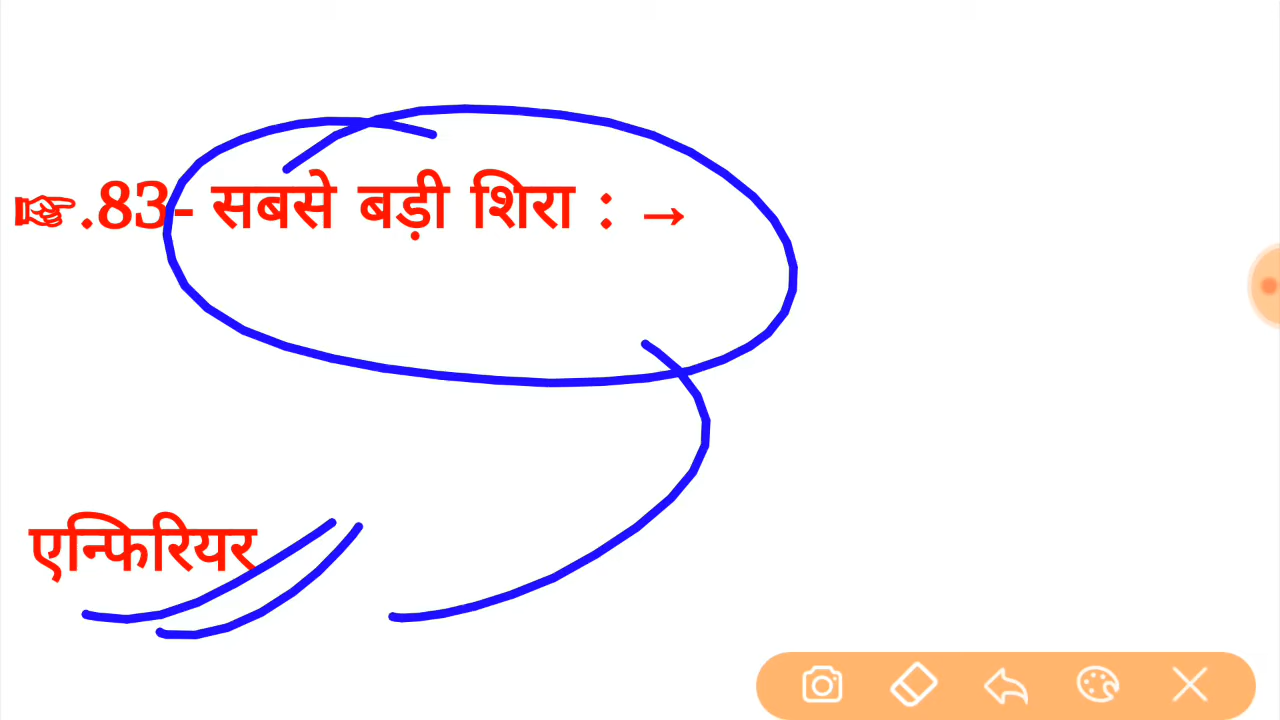 ☞.83- सबसे बड़ी शिरा : →
एन्फिरियर